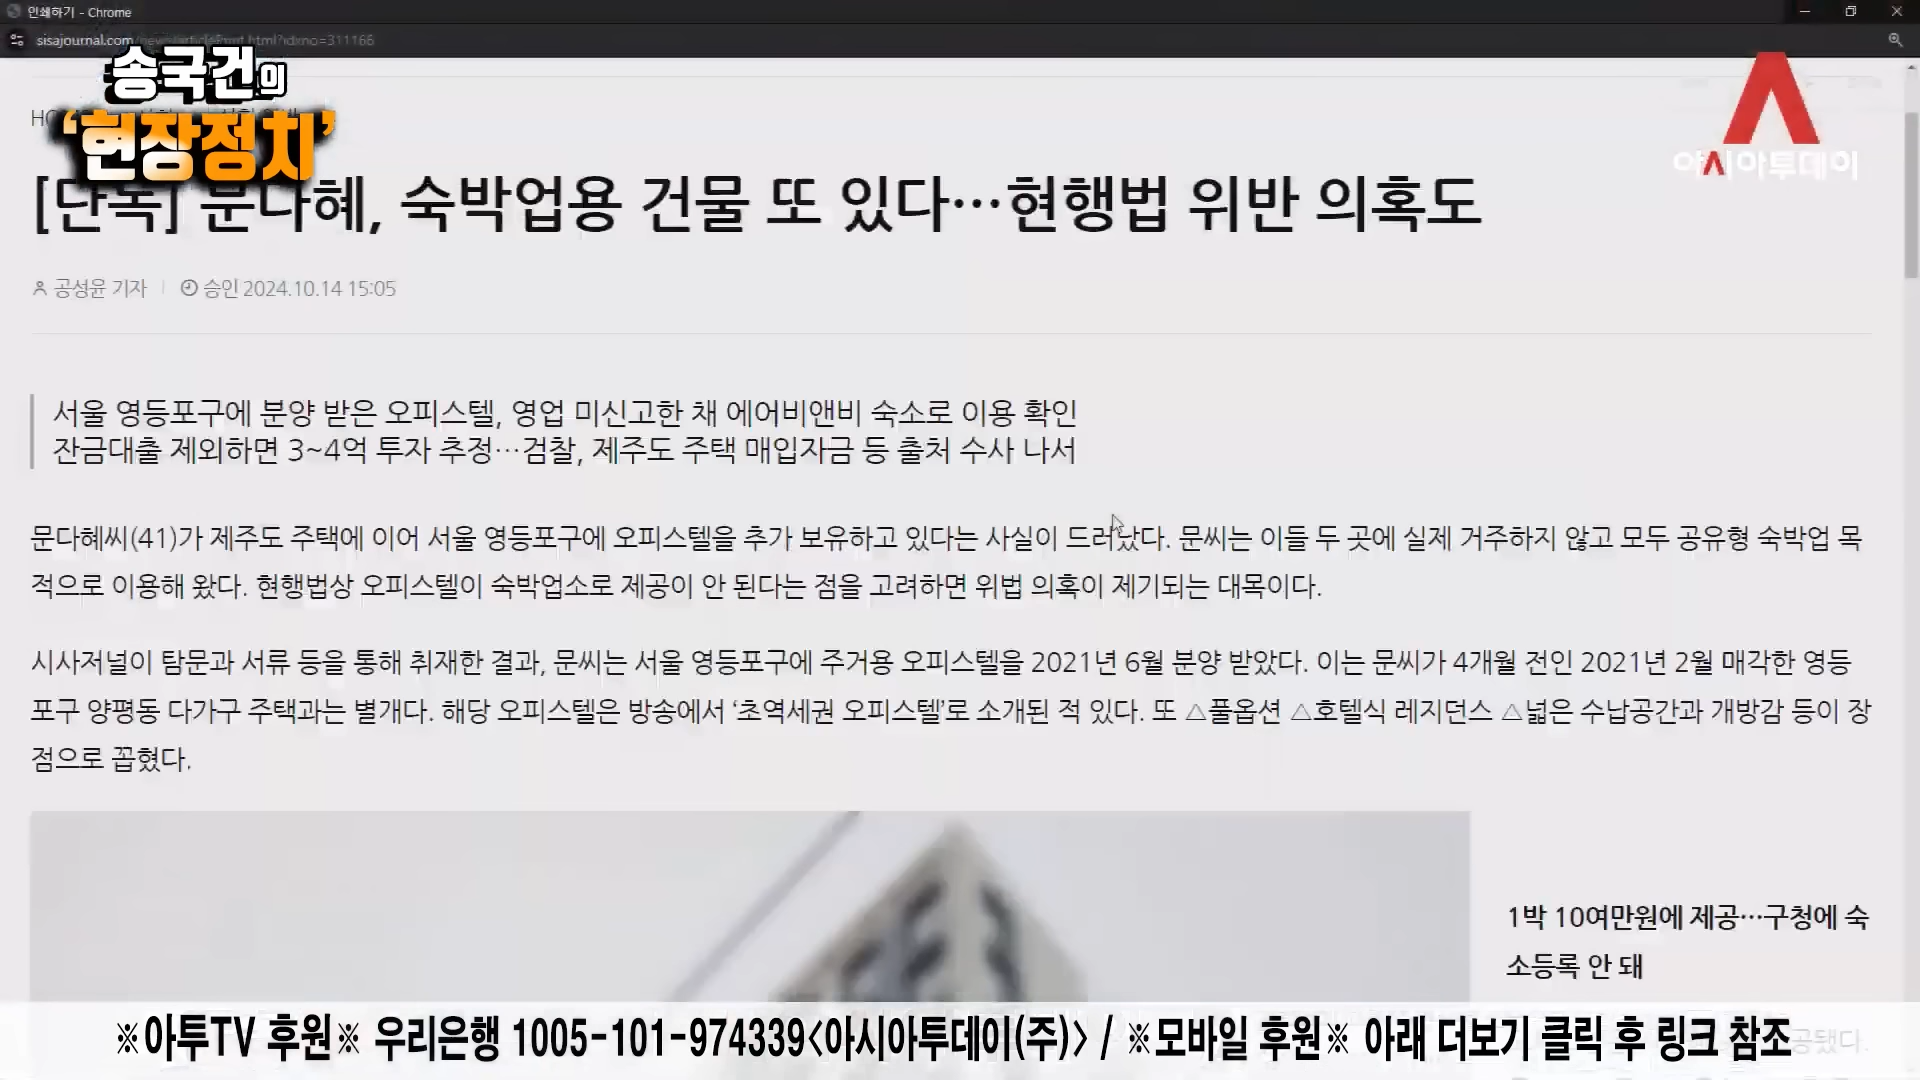 인쇄하기 - Chrome
sisajournal.com/news/articlePrint.html?idxno=311166
송국건의
‘현장정치’
아시아투데이
[단독] 문다혜, 숙박업용 건물 또 있다…현행법 위반 의혹도
공성윤 기자 승인 2024.10.14 15:05
서울 영등포구에 분양 받은 오피스텔, 영업 미신고한 채 에어비앤비 숙소로 이용 확인
잔금대출 제외하면 3~4억 투자 추정…검찰, 제주도 주택 매입자금 등 출처 수사 나서
문다혜씨(41)가 제주도 주택에 이어 서울 영등포구에 오피스텔을 추가 보유하고 있다는 사실이 드러났다. 문씨는 이들 두 곳에 실제 거주하지 않고 모두 공유형 숙박업 목
적으로 이용해 왔다. 현행법상 오피스텔이 숙박업소로 제공이 안 된다는 점을 고려하면 위법 의혹이 제기되는 대목이다.
시사저널이 탐문과 서류 등을 통해 취재한 결과, 문씨는 서울 영등포구에 주거용 오피스텔을 2021년 6월 분양 받았다. 이는 문씨가 4개월 전인 2021년 2월 매각한 영등
포구 양평동 다가구 주택과는 별개다. 해당 오피스텔은 방송에서 ‘초역세권 오피스텔’로 소개된 적 있다. 또 △풀옵션 △호텔식 레지던스 △넓은 수납공간과 개방감 등이 장
점으로 꼽혔다.
1박 10여만원에 제공…구청에 숙
소등록 안 돼
※아투TV 후원※ 우리은행 1005-101-974339<아시아투데이(주)> / ※모바일 후원※ 아래 더보기 클릭 후 링크 참조